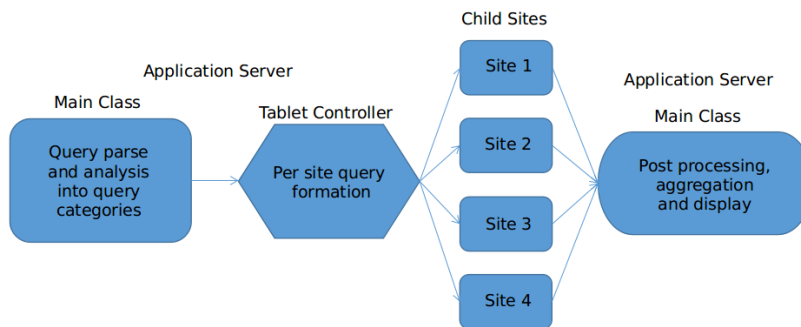 Child Sites
Application Server
Main Class
Query parse
and analysis
into query
categories
Tablet Controller
Per site query
formation
Site 1
Site 2
Site 3
Site 4
Application Server
Main Class
Post processing,
aggregation
and display